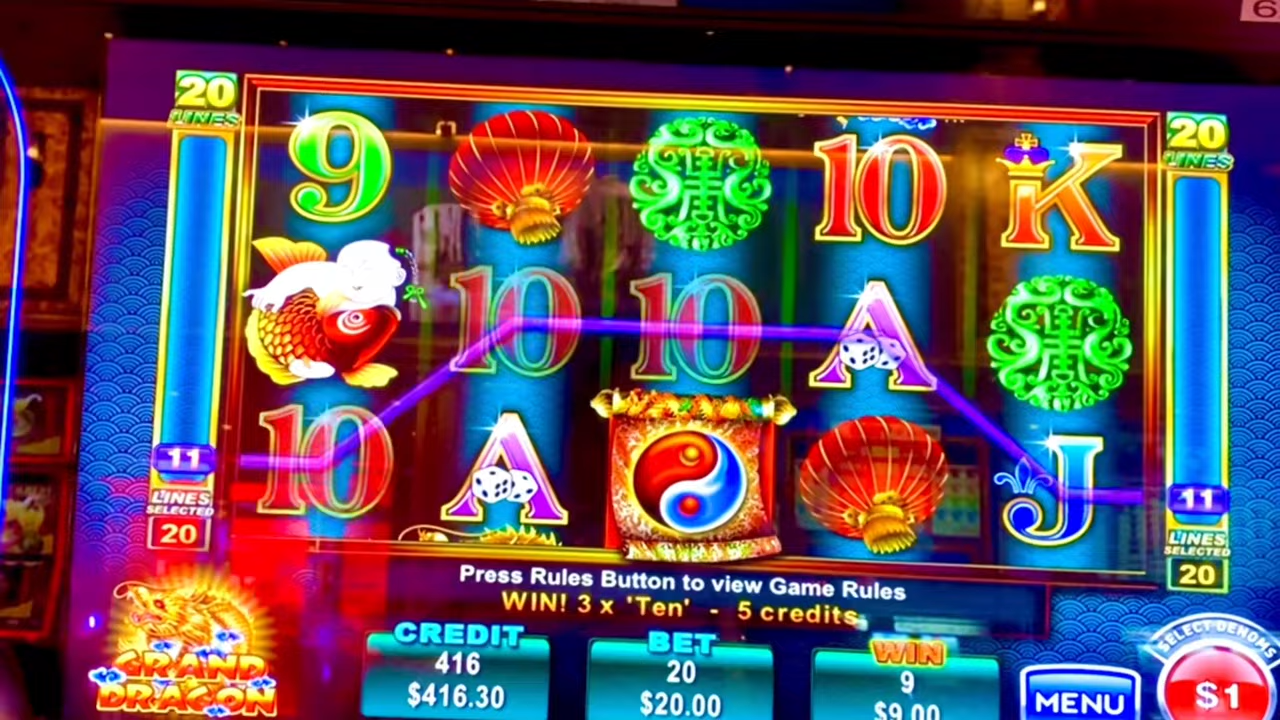 6
20
LINES
20
LINES
9
10
K
10
10
A
10
A
J
11
LINES
SELECTED
20
11
LINES
SELECTED
20
Press Rules Button to view Game Rules
WIN! 3 x 'Ten' - 5 credits
GRAND
DRAGON
CREDIT
416
$416.30
BET
20
$20.00
WIN
9
$9.00
MENU
SELECT DENOMS
$1